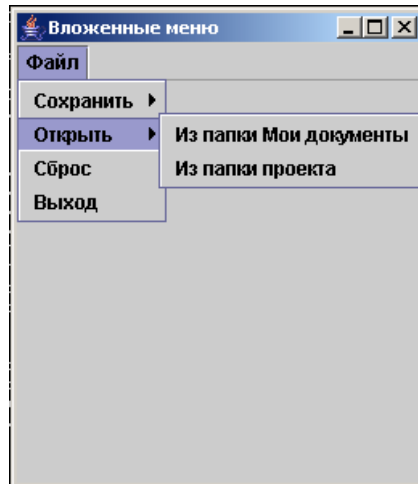 Вложенные меню
Файл
Сохранить
Открыть
Из папки Мои документы
Сброс
Из папки проекта
Выход